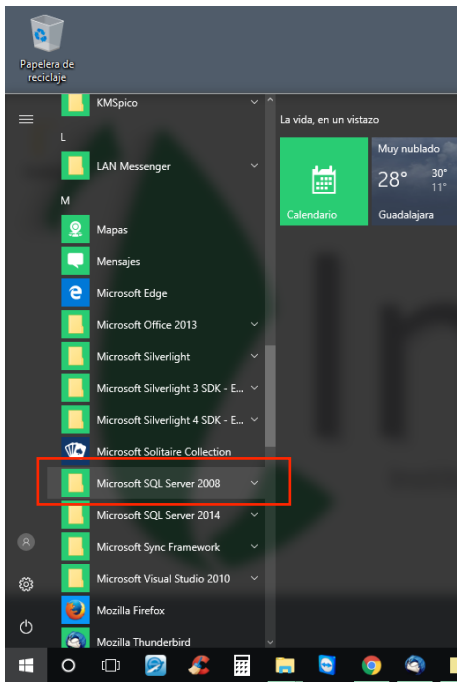 Papelera de
reciclaje
KMSpico
L
LAN Messenger
M
Mapas
Mensajes
Microsoft Edge
Microsoft Office 2013
Microsoft Silverlight
Microsoft Silverlight 3 SDK - E...
Microsoft Silverlight 4 SDK - E...
Microsoft Solitaire Collection
Microsoft SQL Server 2008
Microsoft SQL Server 2014
Microsoft Sync Framework
Microsoft Visual Studio 2010
Mozilla Firefox
Mozilla Thunderbird
La vida, en un vistazo
Calendario
Muy nublado
28° 30°
11°
Guadalajara
In